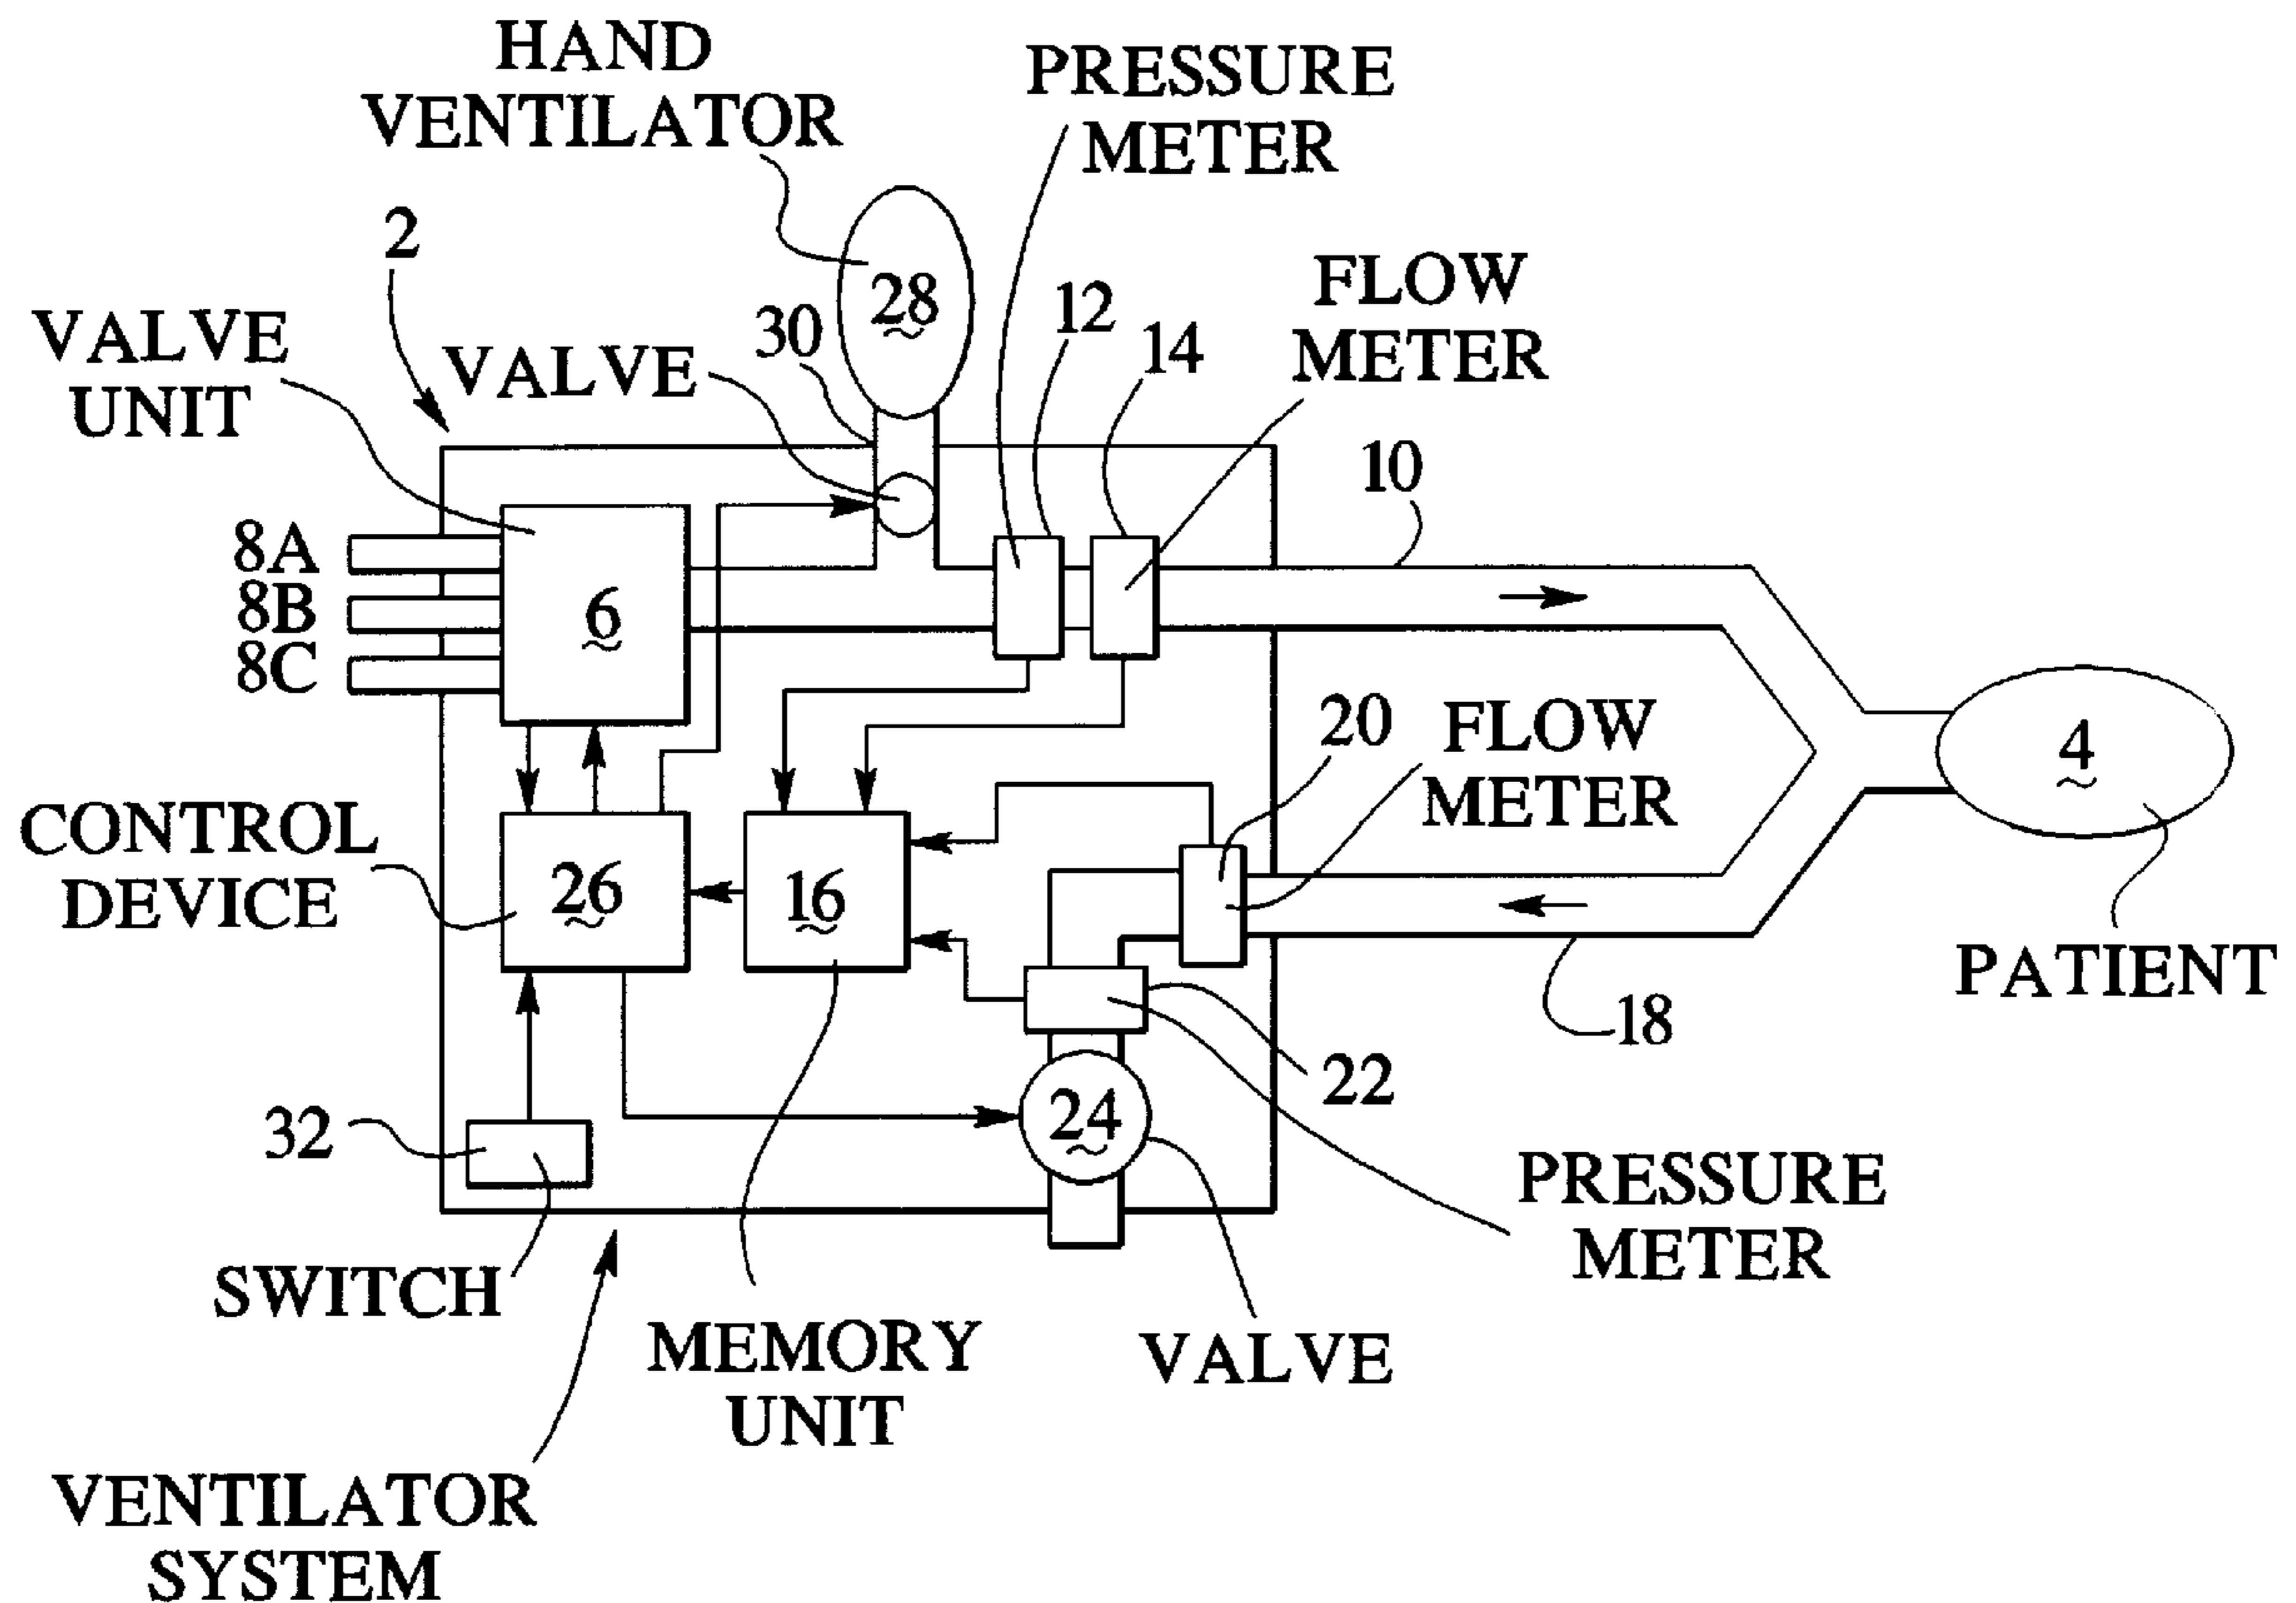 HAND
VENTILATOR
PRESSURE
METER
2
28
FLOW
METER
30
12
14
VALVE
UNIT
VALVE
10
8A
8B
8C
6
20
FLOW
METER
4
CONTROL
DEVICE
26
16
PATIENT
18
22
32
24
PRESSURE
METER
SWITCH
MEMORY
UNIT
VALVE
VENTILATOR
SYSTEM